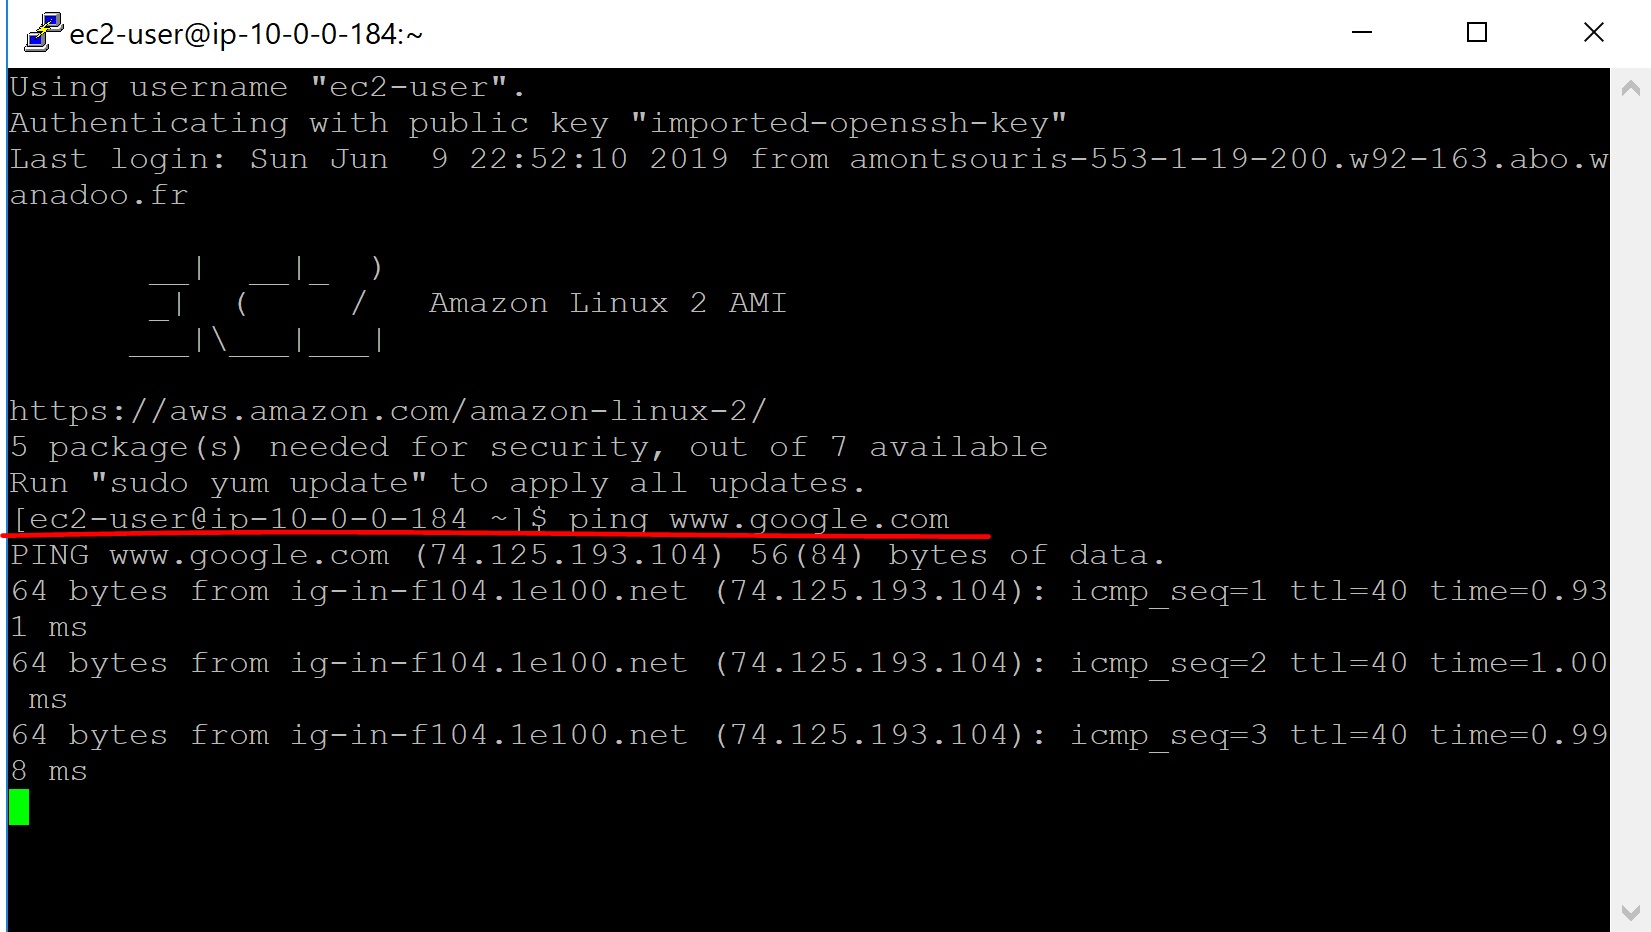 ec2-user@ip-10-0-0-184:~
Using username "ec2-user".
Authenticating with public key "imported-openssh-key"
Last login: Sun Jun  9 22:52:10 2019 from amontsouris-553-1-19-200.w92-163.abo.w
anadoo.fr
       __|  __|_  )
       _|  (     /   Amazon Linux 2 AMI
      ___|\___|___|
https://aws.amazon.com/amazon-linux-2/
5 package(s) needed for security, out of 7 available
Run "sudo yum update" to apply all updates.
[ec2-user@ip-10-0-0-184 ~]$ ping www.google.com
PING www.google.com (74.125.193.104) 56(84) bytes of data.
64 bytes from ig-in-f104.1e100.net (74.125.193.104): icmp_seq=1 ttl=40 time=0.93
1 ms
64 bytes from ig-in-f104.1e100.net (74.125.193.104): icmp_seq=2 ttl=40 time=1.00
 ms
64 bytes from ig-in-f104.1e100.net (74.125.193.104): icmp_seq=3 ttl=40 time=0.99
8 ms